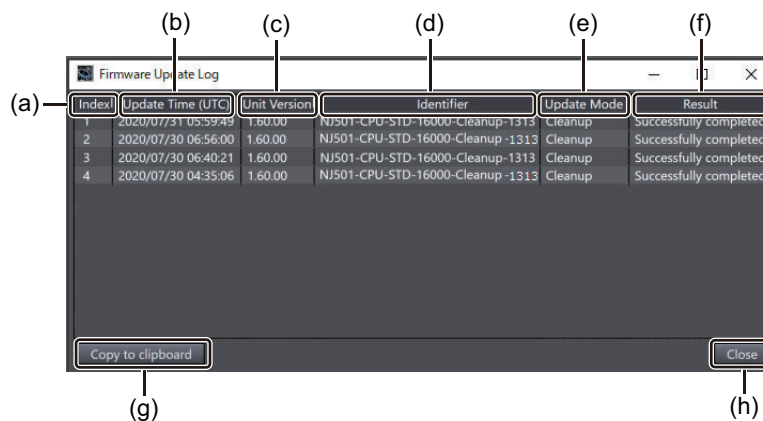 (b) (c) (d) (e) (f)
Firmware Update Log
(a) Index Update Time (UTC) Unit Version Identifier Update Mode Result
1 2020/07/31 05:59:49 1.60.00 NJ501-CPU-STD-16000-Cleanup-1313 Cleanup Successfully completed
2 2020/07/30 06:56:00 1.60.00 NJ501-CPU-STD-16000-Cleanup -1313 Cleanup Successfully completed
3 2020/07/30 06:40:21 1.60.00 NJ501-CPU-STD-16000-Cleanup-1313 Cleanup Successfully completed
4 2020/07/30 04:35:06 1.60.00 NJ501-CPU-STD-16000-Cleanup -1313 Cleanup Successfully completed
Copy to clipboard Close
(g) (h)